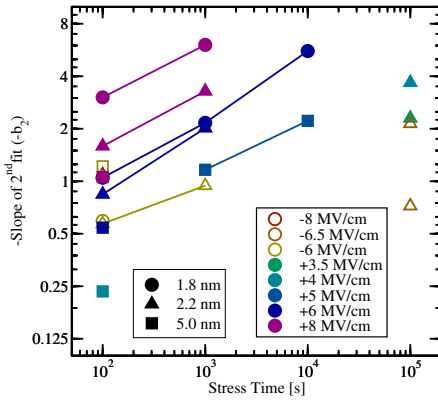 8
4
2
1
0.5
0.25
0.125
-Slope of 2nd fit (-b2)
1.8 nm
2.2 nm
5.0 nm
-8 MV/cm
-6.5 MV/cm
-6 MV/cm
+3.5 MV/cm
+4 MV/cm
+5 MV/cm
+6 MV/cm
+8 MV/cm
10^2 10^3 10^4 10^5
Stress Time [s]